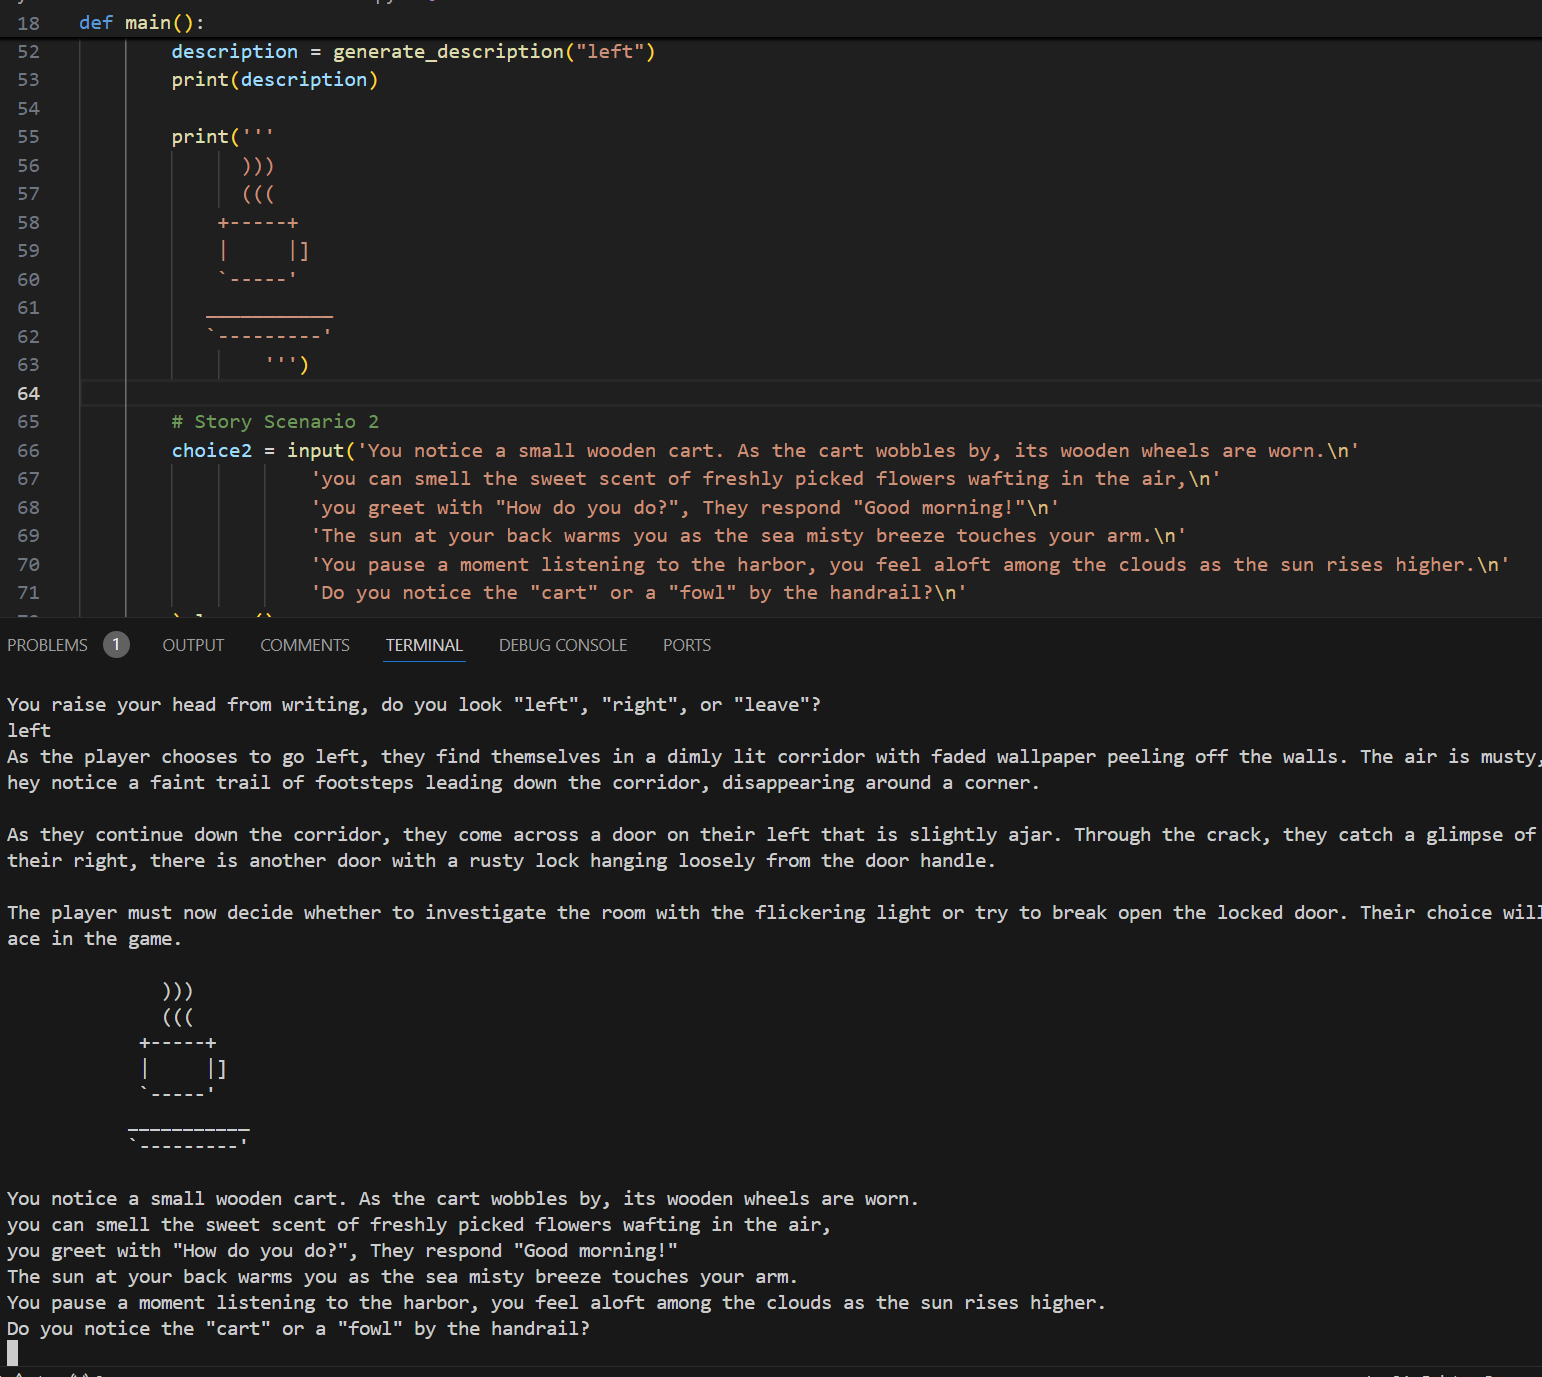 18 def main():
52 description = generate_description("left")
53 print(description)
54
55 print('''
56 )))
57 (((
58 +-----+
59 |     |]
60 `-----'
61 ___________
62 `---------'
63 ''')
64
65 # Story Scenario 2
66 choice2 = input('You notice a small wooden cart. As the cart wobbles by, its wooden wheels are worn.\n'
67 'you can smell the sweet scent of freshly picked flowers wafting in the air,\n'
68 'you greet with "How do you do?", They respond "Good morning!"\n'
69 'The sun at your back warms you as the sea misty breeze touches your arm.\n'
70 'You pause a moment listening to the harbor, you feel aloft among the clouds as the sun rises higher.\n'
71 'Do you notice the "cart" or a "fowl" by the handrail?\n'
PROBLEMS 1 OUTPUT COMMENTS TERMINAL DEBUG CONSOLE PORTS
You raise your head from writing, do you look "left", "right", or "leave"?
left
As the player chooses to go left, they find themselves in a dimly lit corridor with faded wallpaper peeling off the walls. The air is musty,
hey notice a faint trail of footsteps leading down the corridor, disappearing around a corner.
As they continue down the corridor, they come across a door on their left that is slightly ajar. Through the crack, they catch a glimpse of
their right, there is another door with a rusty lock hanging loosely from the door handle.
The player must now decide whether to investigate the room with the flickering light or try to break open the locked door. Their choice will
ace in the game.
)))
(((
+-----+
|     |]
`-----'
___________
`---------'
You notice a small wooden cart. As the cart wobbles by, its wooden wheels are worn.
you can smell the sweet scent of freshly picked flowers wafting in the air,
you greet with "How do you do?", They respond "Good morning!"
The sun at your back warms you as the sea misty breeze touches your arm.
You pause a moment listening to the harbor, you feel aloft among the clouds as the sun rises higher.
Do you notice the "cart" or a "fowl" by the handrail?